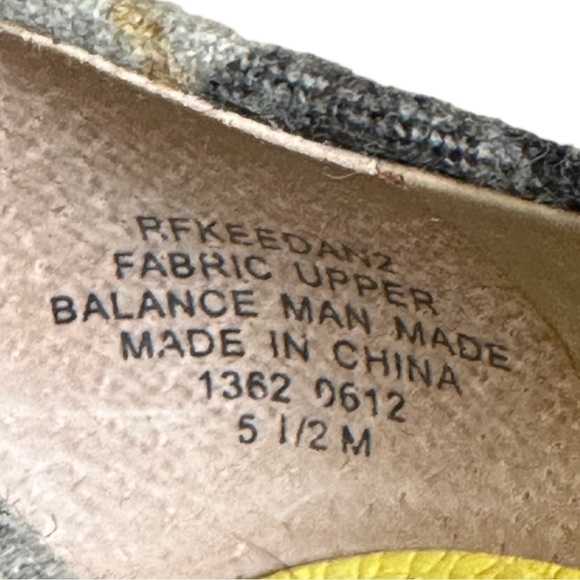 RFKEEDAN2
FABRIC UPPER
BALANCE MAN MADE
MADE IN CHINA
1362 0612
5 1/2 M